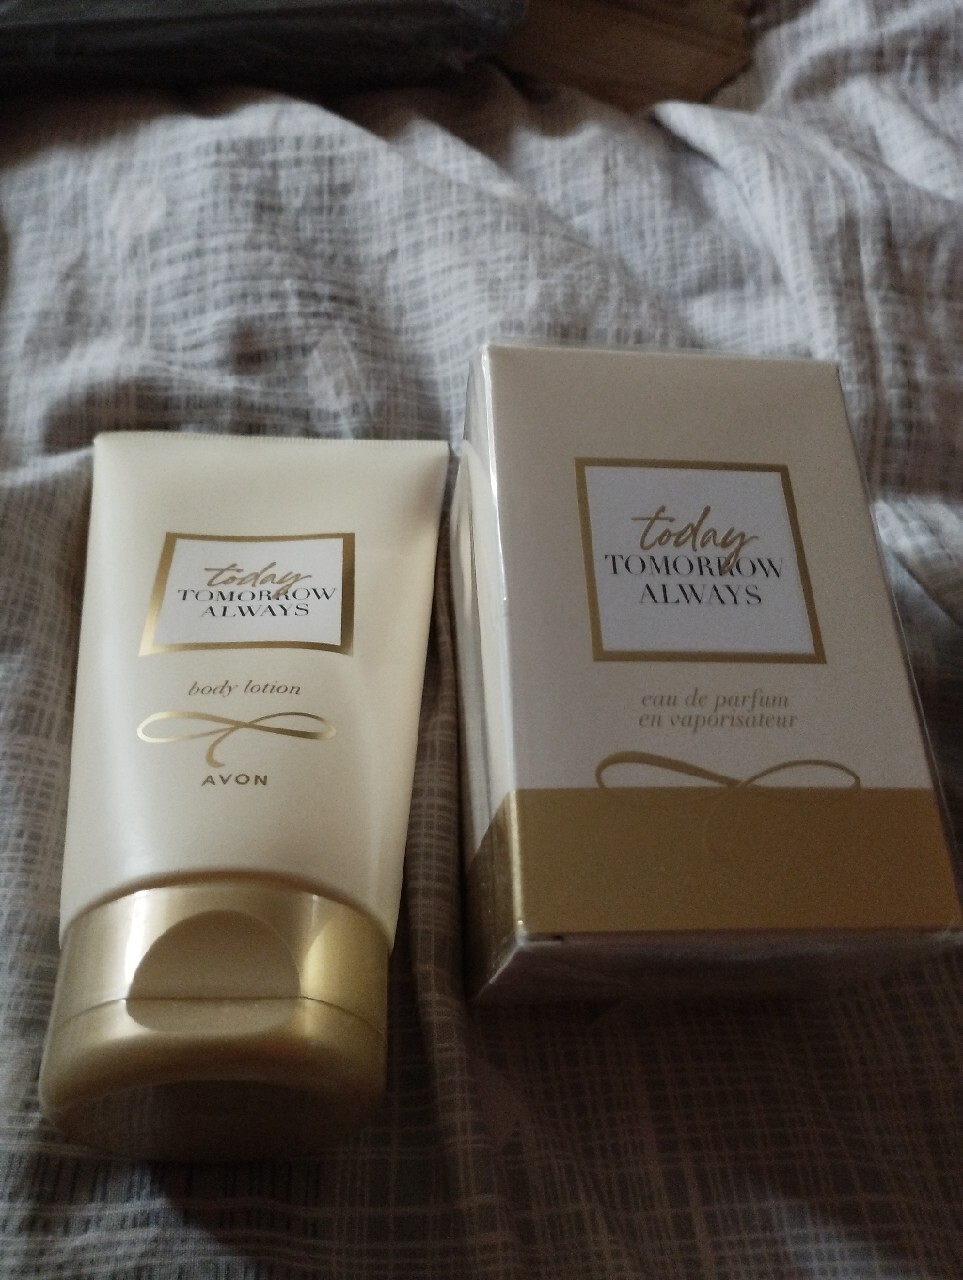 today
TOMORROW
ALWAYS
body lotion
AVON
today
TOMORROW
ALWAYS
eau de parfum
en vaporisateur